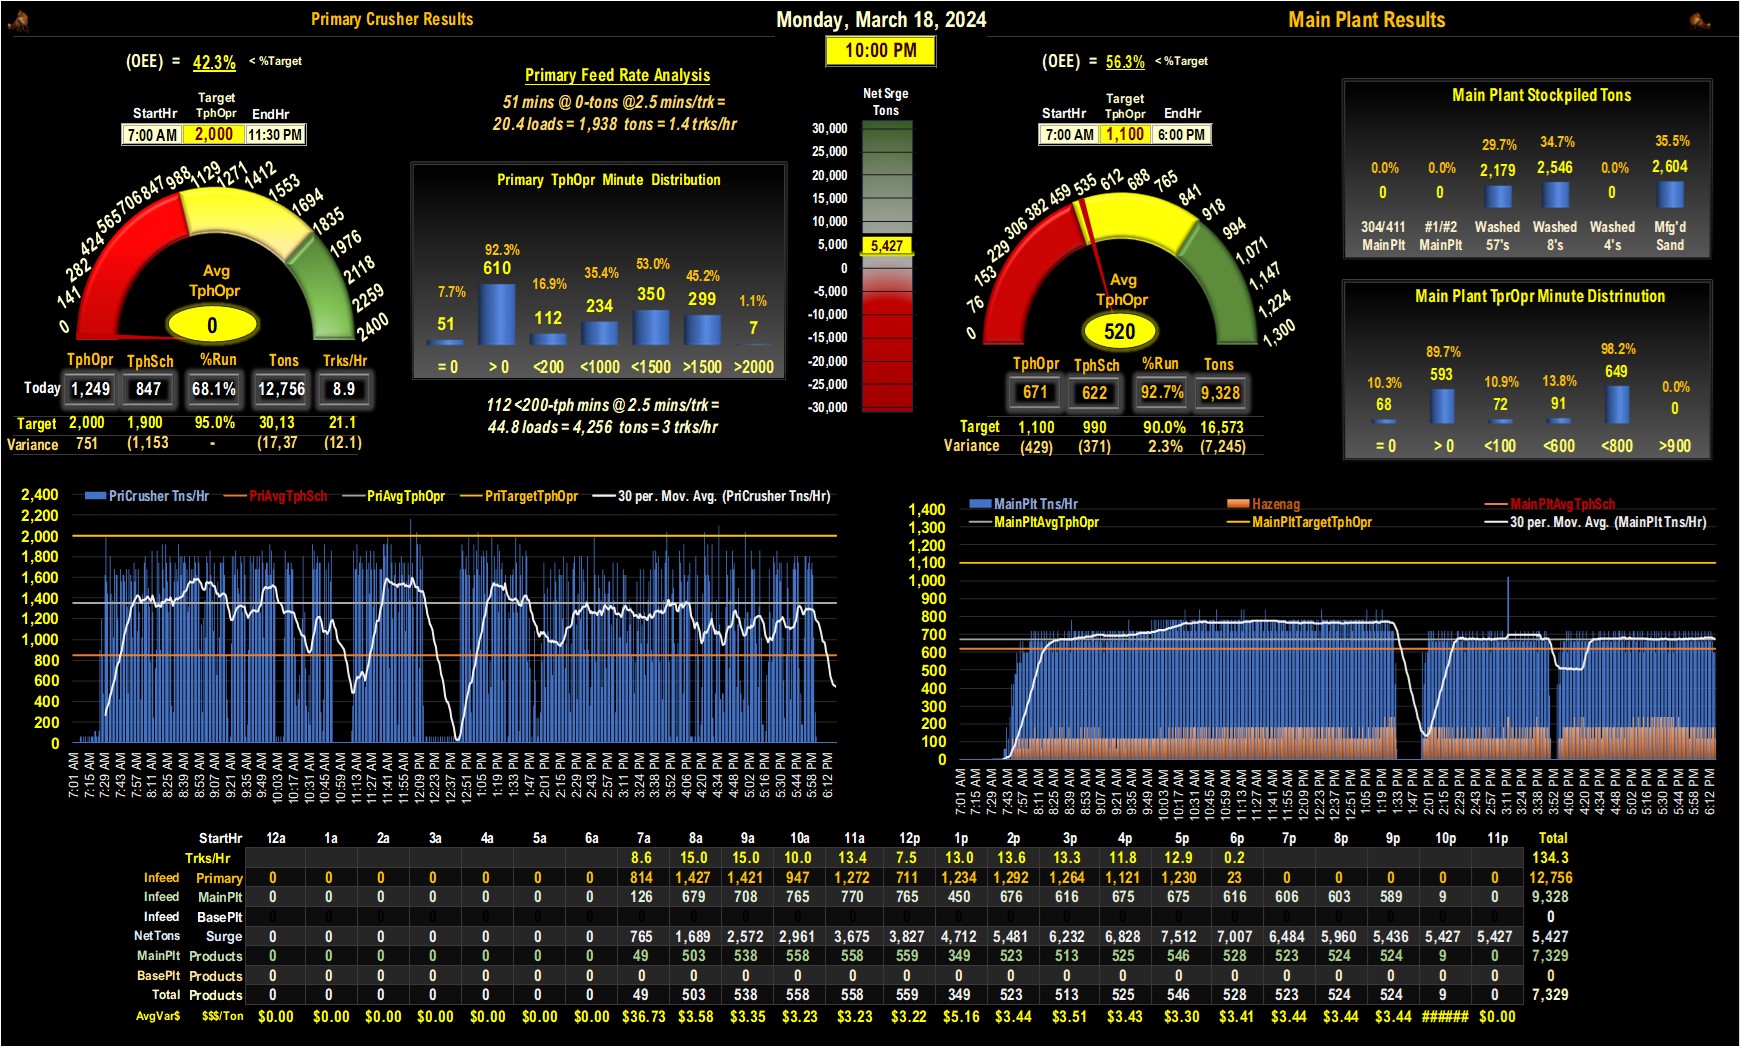 Primary Crusher Results
Monday, March 18, 2024
Main Plant Results
10:00 PM
(OEE) = 42.3% < %Target
Target
StartHr TphOpr EndHr
7:00 AM 2,000 11:30 PM
0 141 282 424 565 706 847 988 1129 1271 1412 1553 1694 1835 1976 2118 2259 2400
Avg
TphOpr
0
TphOpr TphSch %Run Tons Trks/Hr
Today 1,249 847 68.1% 12,756 8.9
Target 2,000 1,900 95.0% 30,13 21.1
Variance 751 (1,153 - (17,37 (12.1)
Primary Feed Rate Analysis
51 mins @ 0-tons @2.5 mins/trk =
20.4 loads = 1,938 tons = 1.4 trks/hr
Primary TphOpr Minute Distribution
7.7% 92.3% 16.9% 35.4% 53.0% 45.2% 1.1%
51 610 112 234 350 299 7
= 0 > 0 <200 <1000 <1500 >1500 >2000
112 <200-tph mins @ 2.5 mins/trk =
44.8 loads = 4,256 tons = 3 trks/hr
Net Srge
Tons
30,000
25,000
20,000
15,000
10,000
5,000
5,427
0
-5,000
-10,000
-15,000
-20,000
-25,000
-30,000
(OEE) = 56.3% < %Target
Target
StartHr TphOpr EndHr
7:00 AM 1,100 6:00 PM
0 76 153 229 306 382 459 535 612 688 765 841 918 994 1,071 1,147 1,224 1,300
Avg
TphOpr
520
TphOpr TphSch %Run Tons
671 622 92.7% 9,328
Target 1,100 990 90.0% 16,573
Variance (429) (371) 2.3% (7,245)
Main Plant Stockpiled Tons
0.0% 0.0% 29.7% 34.7% 0.0% 35.5%
0 0 2,179 2,546 0 2,604
304/411 #1/#2 Washed Washed Washed Mfg'd
MainPlt MainPlt 57's 8's 4's Sand
Main Plant TprOpr Minute Distrinution
10.3% 89.7% 10.9% 13.8% 98.2% 0.0%
68 593 72 91 649 0
= 0 > 0 <100 <600 <800 >900
PriCrusher Tns/Hr PriAvgTphSch PriAvgTphOpr PriTargetTphOpr 30 per. Mov. Avg. (PriCrusher Tns/Hr)
2,400
2,200
2,000
1,800
1,600
1,400
1,200
1,000
800
600
400
200
0
7:01 AM 7:15 AM 7:29 AM 7:43 AM 7:57 AM 8:11 AM 8:25 AM 8:39 AM 8:53 AM 9:07 AM 9:21 AM 9:35 AM 9:49 AM 10:03 AM 10:17 AM 10:31 AM 10:45 AM 10:59 AM 11:13 AM 11:27 AM 11:41 AM 11:55 AM 12:09 PM 12:23 PM 12:37 PM 12:51 PM 1:05 PM 1:19 PM 1:33 PM 1:47 PM 2:01 PM 2:15 PM 2:29 PM 2:43 PM 2:57 PM 3:11 PM 3:24 PM 3:38 PM 3:52 PM 4:06 PM 4:20 PM 4:34 PM 4:48 PM 5:02 PM 5:16 PM 5:30 PM 5:44 PM 5:58 PM 6:12 PM
MainPlt Tns/Hr Hazenag MainPltAvgTphSch
MainPltAvgTphOpr MainPltTargetTphOpr 30 per. Mov. Avg. (MainPlt Tns/Hr)
1,400
1,300
1,200
1,100
1,000
900
800
700
600
500
400
300
200
100
0
7:01 AM 7:15 AM 7:29 AM 7:43 AM 7:57 AM 8:11 AM 8:25 AM 8:39 AM 8:53 AM 9:07 AM 9:21 AM 9:35 AM 9:49 AM 10:03 AM 10:17 AM 10:31 AM 10:45 AM 10:59 AM 11:13 AM 11:27 AM 11:41 AM 11:55 AM 12:09 PM 12:23 PM 12:37 PM 12:51 PM 1:05 PM 1:19 PM 1:33 PM 1:47 PM 2:01 PM 2:15 PM 2:29 PM 2:43 PM 2:57 PM 3:11 PM 3:24 PM 3:38 PM 3:52 PM 4:06 PM 4:20 PM 4:34 PM 4:48 PM 5:02 PM 5:16 PM 5:30 PM 5:44 PM 5:58 PM 6:12 PM
StartHr 12a 1a 2a 3a 4a 5a 6a 7a 8a 9a 10a 11a 12p 1p 2p 3p 4p 5p 6p 7p 8p 9p 10p 11p Total
Trks/Hr 8.6 15.0 15.0 10.0 13.4 7.5 13.0 13.6 13.3 11.8 12.9 0.2 134.3
Infeed Primary 0 0 0 0 0 0 0 814 1,427 1,421 947 1,272 711 1,234 1,292 1,264 1,121 1,230 23 0 0 0 0 0 12,756
Infeed MainPlt 0 0 0 0 0 0 0 126 679 708 765 770 765 450 676 616 675 675 616 606 603 589 9 0 9,328
Infeed BasePlt 0 0 0 0 0 0 0 0 0 0 0 0 0 0 0 0 0 0 0 0 0 0 0 0 0
NetTons Surge 0 0 0 0 0 0 0 765 1,689 2,572 2,961 3,675 3,827 4,712 5,481 6,232 6,828 7,512 7,007 6,484 5,960 5,436 5,427 5,427 5,427
MainPlt Products 0 0 0 0 0 0 0 49 503 538 558 558 559 349 523 513 525 546 528 523 524 524 9 0 7,329
BasePlt Products 0 0 0 0 0 0 0 0 0 0 0 0 0 0 0 0 0 0 0 0 0 0 0 0 0
Total Products 0 0 0 0 0 0 0 49 503 538 558 558 559 349 523 513 525 546 528 523 524 524 9 0 7,329
AvgVar$ $$$/Ton $0.00 $0.00 $0.00 $0.00 $0.00 $0.00 $0.00 $36.73 $3.58 $3.35 $3.23 $3.23 $3.22 $5.16 $3.44 $3.51 $3.43 $3.30 $3.41 $3.44 $3.44 $3.44 ###### $0.00